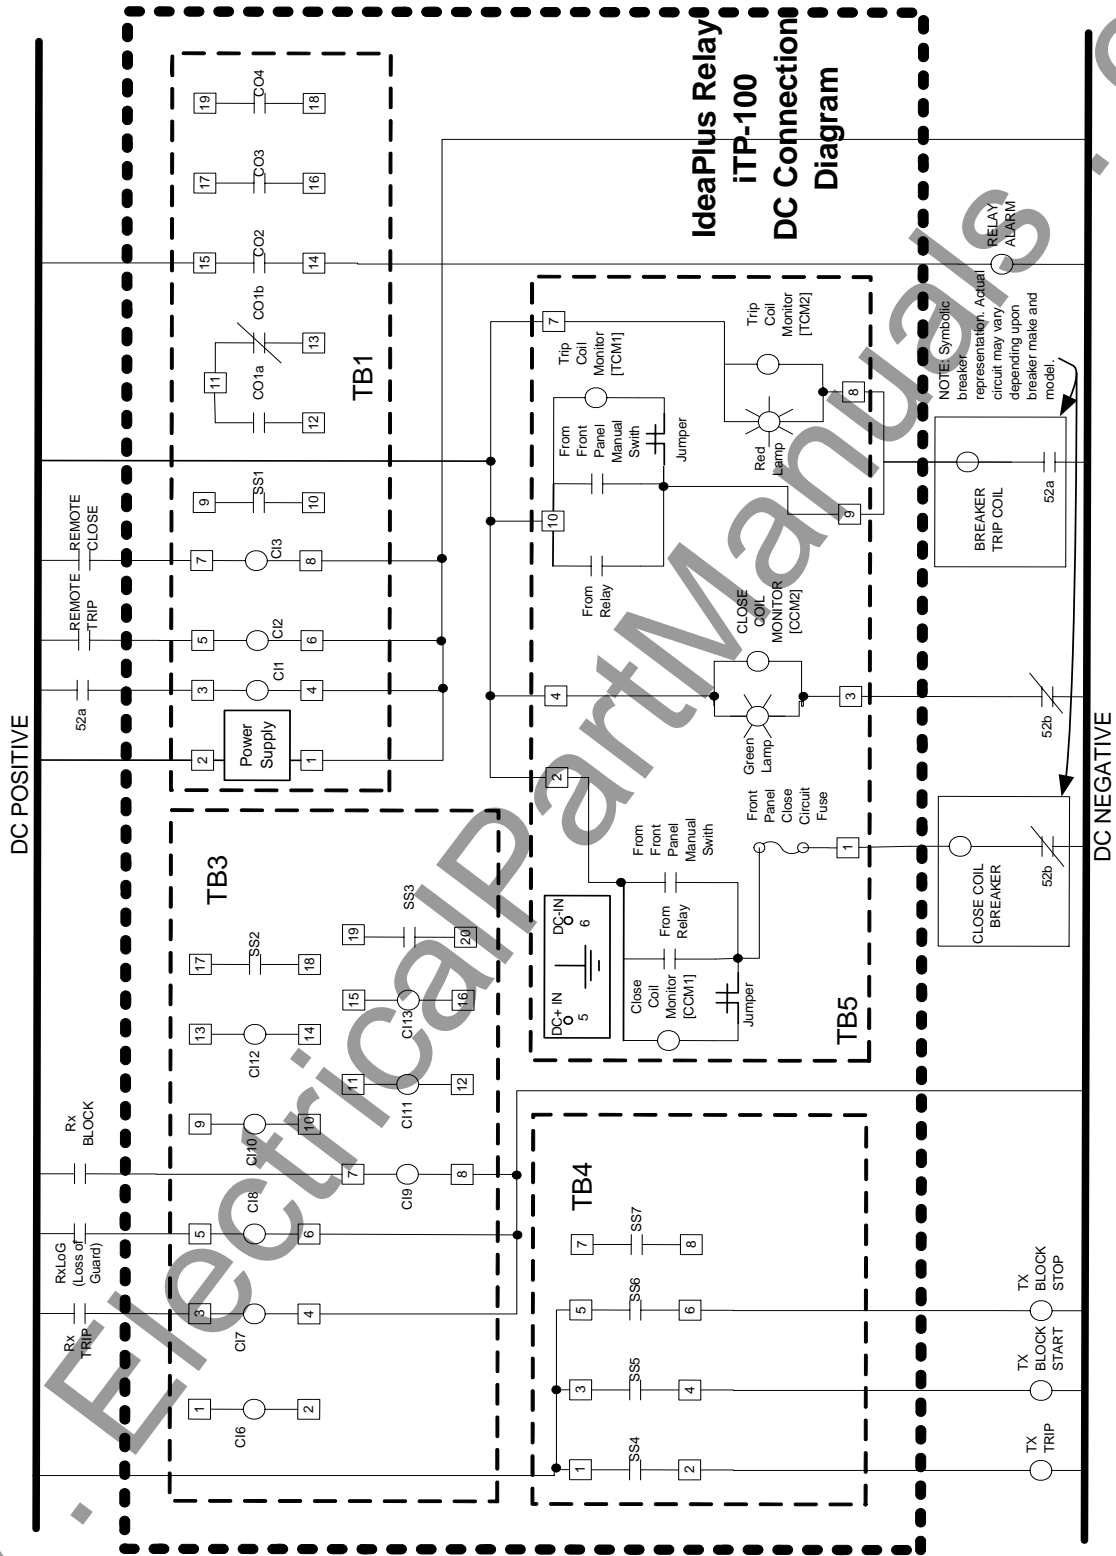 IdeaPlus Relay
iTP-100
DC Connection
Diagram
DC POSITIVE
Rx
TRIP
RxLoG
(Loss of
Guard)
Rx
BLOCK
52a
REMOTE
TRIP
REMOTE
CLOSE
TB3
1
CI6
2
3
CI7
4
5
CI8
6
7
CI9
8
9
CI10
10
11
CI11
12
13
CI12
14
15
CI13
16
17
SS2
18
19
SS3
20
TB1
2
Power
Supply
1
3
CI1
4
5
CI2
6
7
CI3
8
9
SS1
10
11
CO1a
CO1b
12
13
15
CO2
14
17
CO3
16
19
CO4
18
TB4
1
SS4
2
3
SS5
4
5
SS6
6
7
SS7
8
TB5
DC+ IN
5
DC-IN
6
2
Close
Coil
Monitor
[CCM1]
From
Relay
From
Front
Panel
Manual
Swith
Jumper
Front
Panel
Close
Circuit
Fuse
1
4
Green
Lamp
CLOSE
COIL
MONITOR
[CCM2]
3
10
From
Relay
From
Front
Panel
Manual
Swith
Trip
Coil
Monitor
[TCM1]
Jumper
9
7
Red
Lamp
Trip
Coil
Monitor
[TCM2]
8
TX
TRIP
TX
BLOCK
START
TX
BLOCK
STOP
CLOSE COIL
BREAKER
52b
52b
BREAKER
TRIP COIL
52a
NOTE: Symbolic
breaker
representation. Actual
circuit may vary
depending upon
breaker make and
model.
RELAY
ALARM
DC NEGATIVE
. ElectricalPartManuals .